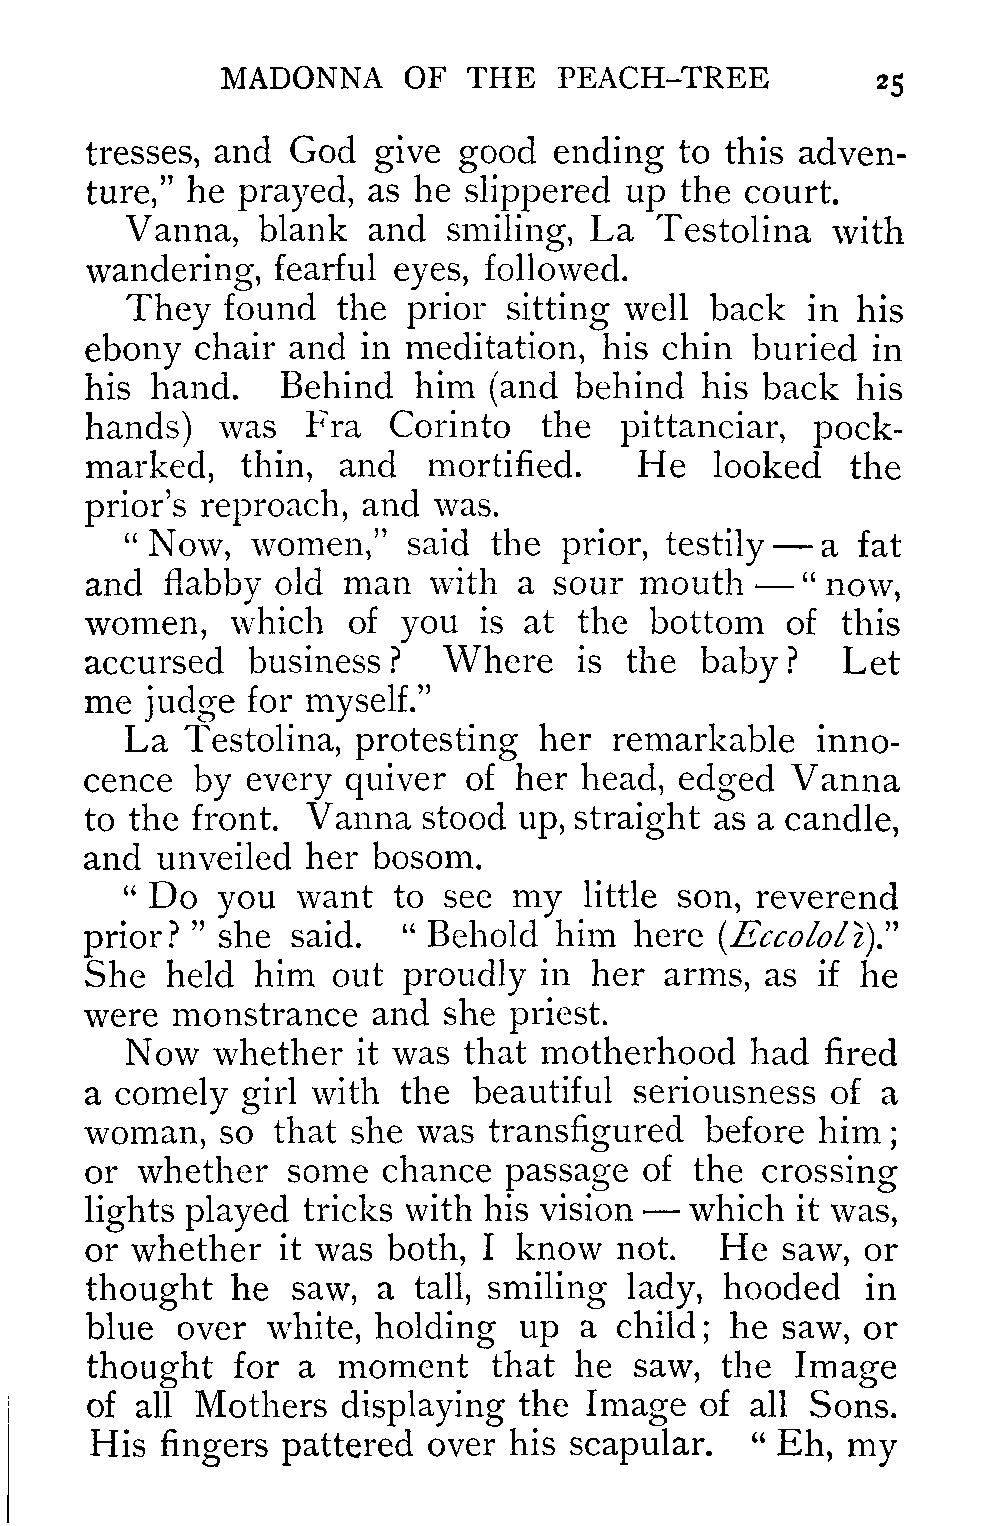 MADONNA OF THE PEACH-TREE 25
tresses, and God give good ending to this adven-
ture,” he prayed, as he slippered up the court.
Vanna, blank and smiling, La Testolina with
wandering, fearful eyes, followed.
They found the prior sitting well back in his
ebony chair and in meditation, his chin buried in
his hand. Behind him (and behind his back his
hands) was Fra Corinto the pittanciar, pock-
marked, thin, and mortified. He looked the
prior’s reproach, and was.
“ Now, women,” said the prior, testily — a fat
and flabby old man with a sour mouth — “ now,
women, which of you is at the bottom of this
accursed business ? Where is the baby ? Let
me judge for myself.”
La Testolina, protesting her remarkable inno-
cence by every quiver of her head, edged Vanna
to the front. Vanna stood up, straight as a candle,
and unveiled her bosom.
“ Do you want to see my little son, reverend
prior? ” she said. “ Behold him here (Eccololì).”
She held him out proudly in her arms, as if he
were monstrance and she priest.
Now whether it was that motherhood had fired
a comely girl with the beautiful seriousness of a
woman, so that she was transfigured before him ;
or whether some chance passage of the crossing
lights played tricks with his vision — which it was,
or whether it was both, I know not. He saw, or
thought he saw, a tall, smiling lady, hooded in
blue over white, holding up a child; he saw, or
thought for a moment that he saw, the Image
of all Mothers displaying the Image of all Sons.
His fingers pattered over his scapular. “ Eh, my